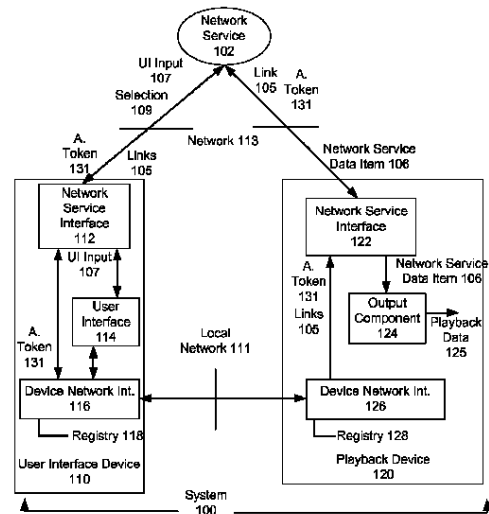 Network
Service
102
UI Input
107
Selection
109
Link
105
A.
Token
131
Network 113
A.
Token
131
Links
105
Network Service
Data Item 106
Network
Service
Interface
112
UI Input
107
User
Interface
114
A.
Token
131
Device Network Int.
116
Registry 118
User Interface Device
110
Local
Network 111
Network Service
Interface
122
A.
Token
131
Links
105
Network Service
Data Item 106
Output
Component
124
Playback
Data
125
Device Network Int.
126
Registry 128
Playback Device
120
System
100